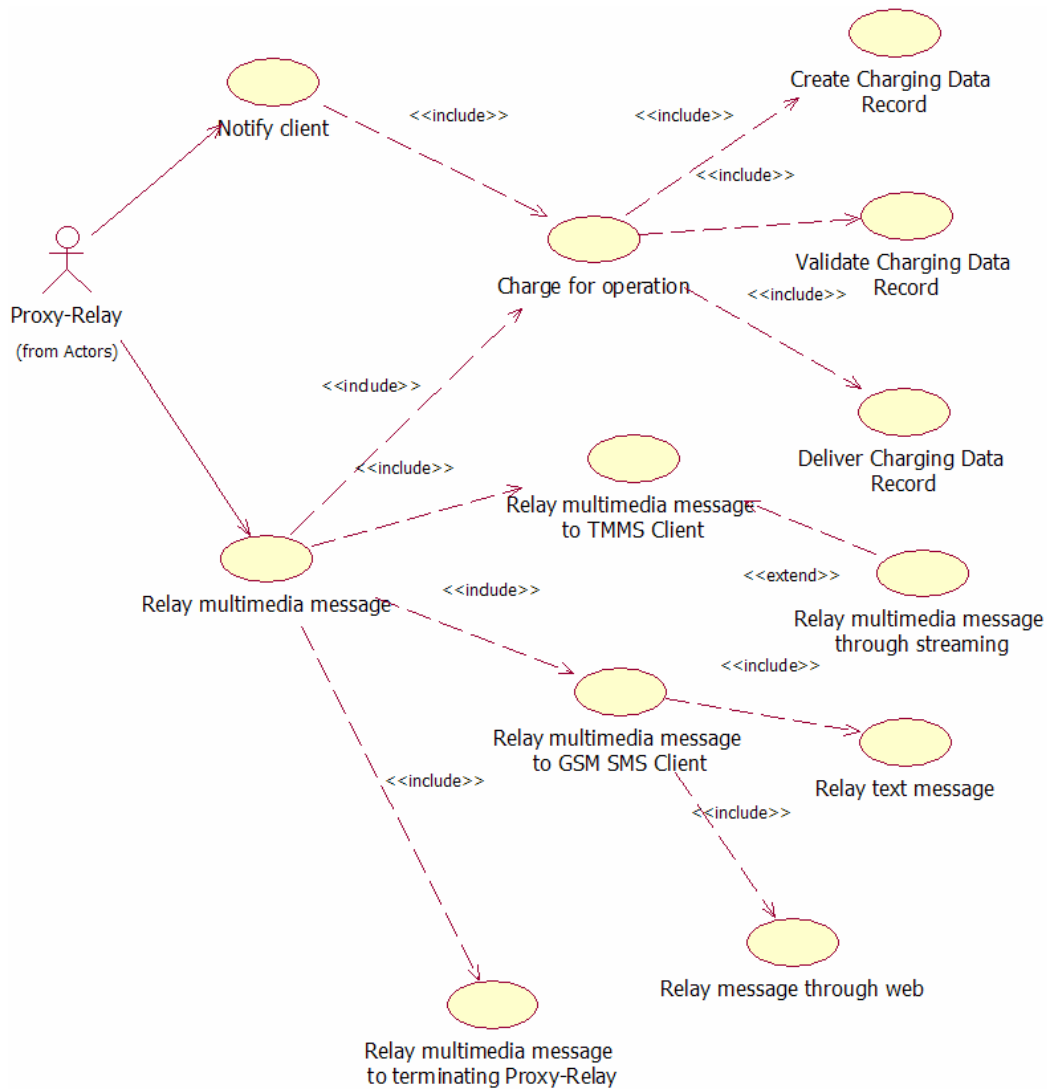 Create Charging Data
Record
<<include>>
<<include>>
Notify client
<<include>>
Validate Charging Data
Record
Charge for operation
<<include>>
Proxy-Relay
(from Actors)
<<include>>
Deliver Charging Data
Record
<<include>>
Relay multimedia message
to TMMS Client
<<extend>>
Relay multimedia message
<<include>>
Relay multimedia message
through streaming
<<include>>
Relay multimedia message
to GSM SMS Client
<<include>>
Relay text message
<<include>>
Relay message through web
Relay multimedia message
to terminating Proxy-Relay